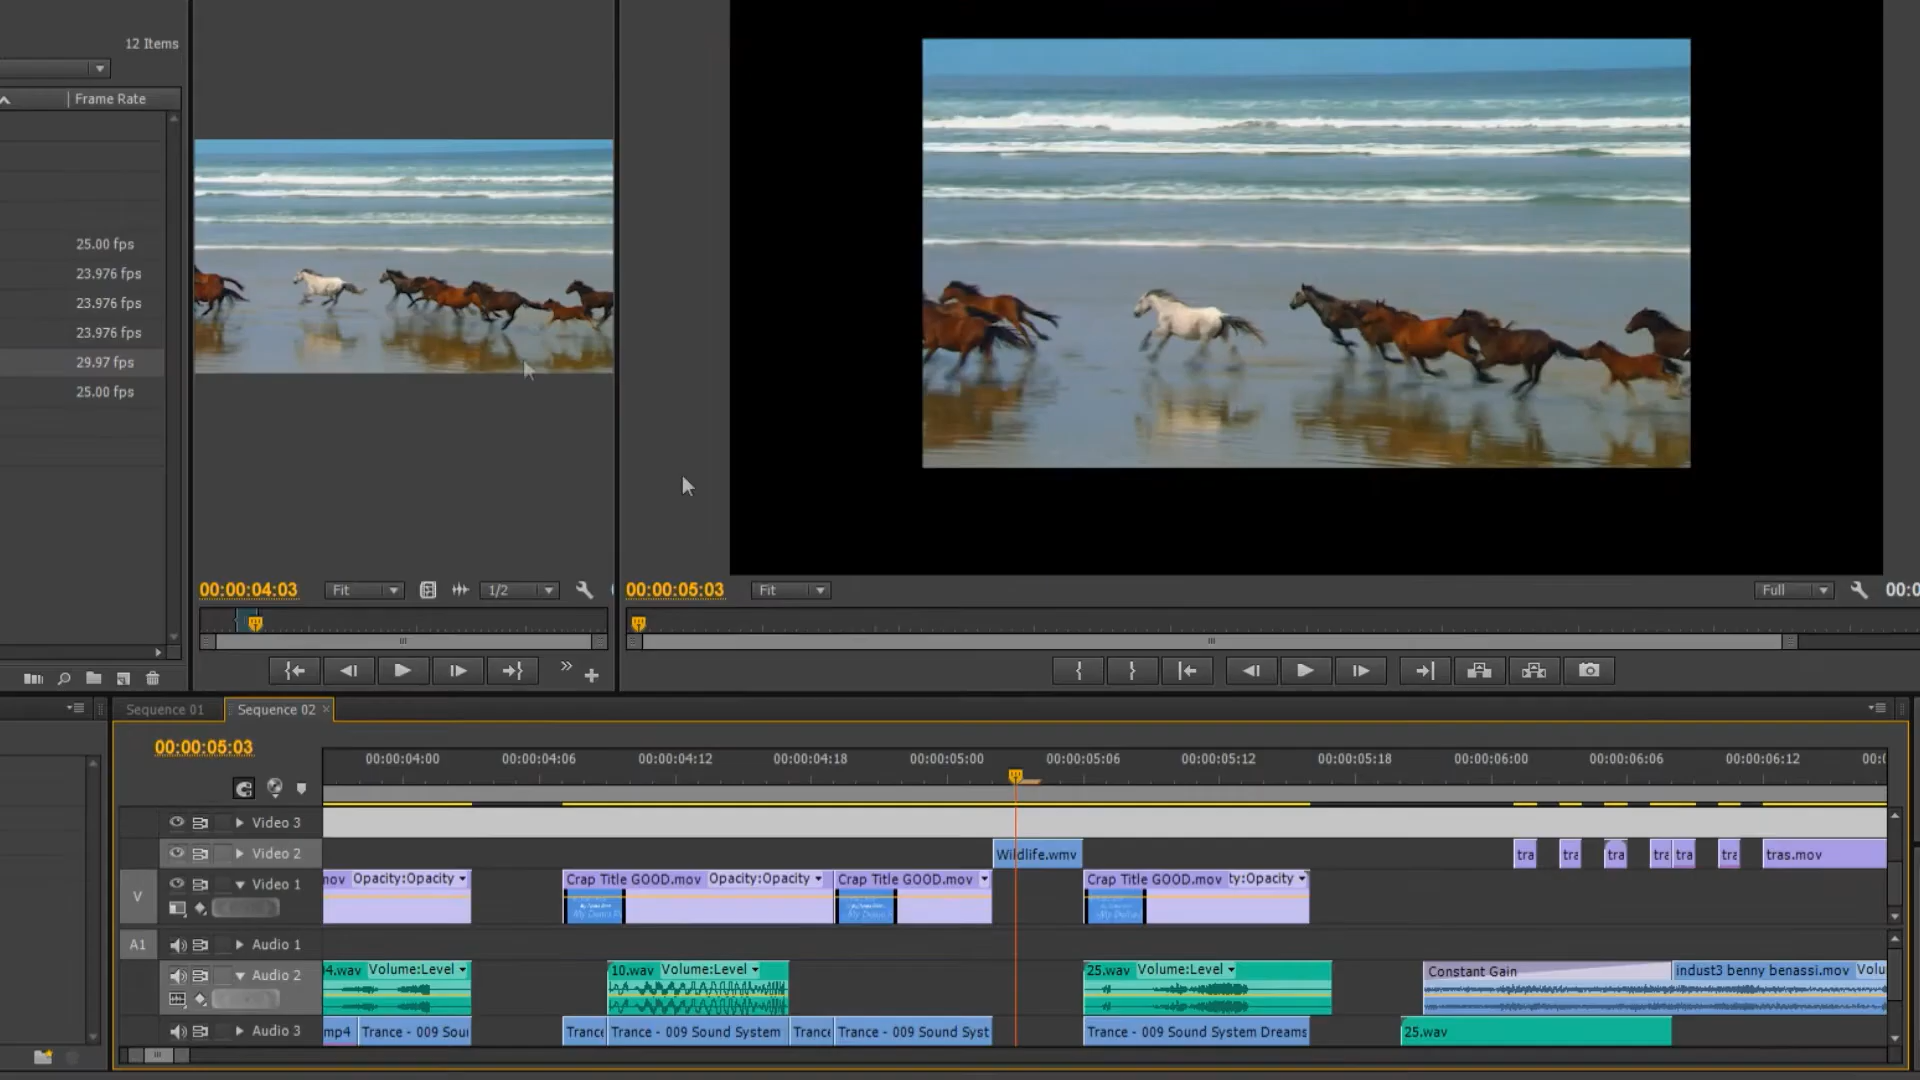 12 Items
Frame Rate
25.00 fps
23.976 fps
23.976 fps
23.976 fps
29.97 fps
25.00 fps
00:00:04:03 Fit 1/2
00:00:05:03 Fit Full 00:0
Sequence 01 Sequence 02 ×
00:00:05:03
00:00:04:00 00:00:04:06 00:00:04:12 00:00:04:18 00:00:05:00 00:00:05:06 00:00:05:12 00:00:05:18 00:00:06:00 00:00:06:06 00:00:06:12 00:0
Video 3
Video 2 Wildlife.wmv tra tra tra tra tra tra tras.mov
V Video 1 nov Opacity:Opacity Crap Title GOOD.mov Opacity:Opacity Crap Title GOOD.mov Crap Title GOOD.mov ty:Opacity
A1 Audio 1
Audio 2 04.wav Volume:Level 10.wav Volume:Level 25.wav Volume:Level Constant Gain indust3 benny benassi.mov Volu
Audio 3 mp4 Trance - 009 Soun Trance Trance - 009 Sound System Trance Trance - 009 Sound Syst Trance - 009 Sound System Dreams 25.wav